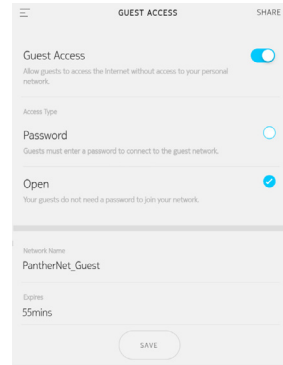 GUEST ACCESS SHARE
Guest Access
Allow guests to access the Internet without access to your personal
network.
Access Type
Password
Guests must enter a password to connect to the guest network.
Open
Your guests do not need a password to join your network.
Network Name
PantherNet_Guest
Expires
55mins
SAVE